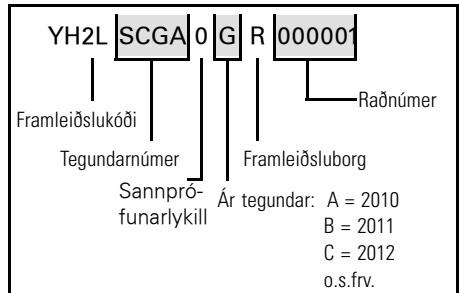 YH2L SCGA 0 G R 000001
Raðnúmer
Framleiðslukóði
Tegundarnúmer
Framleiðsluborg
Sannpró-
funarlykill
Ár tegundar: A = 2010
B = 2011
C = 2012
o.s.frv.